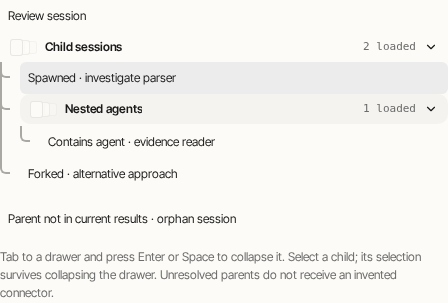 Review session
Child sessions 2 loaded
Spawned · investigate parser
Nested agents 1 loaded
Contains agent · evidence reader
Forked · alternative approach
Parent not in current results · orphan session
Tab to a drawer and press Enter or Space to collapse it. Select a child; its selection
survives collapsing the drawer. Unresolved parents do not receive an invented
connector.